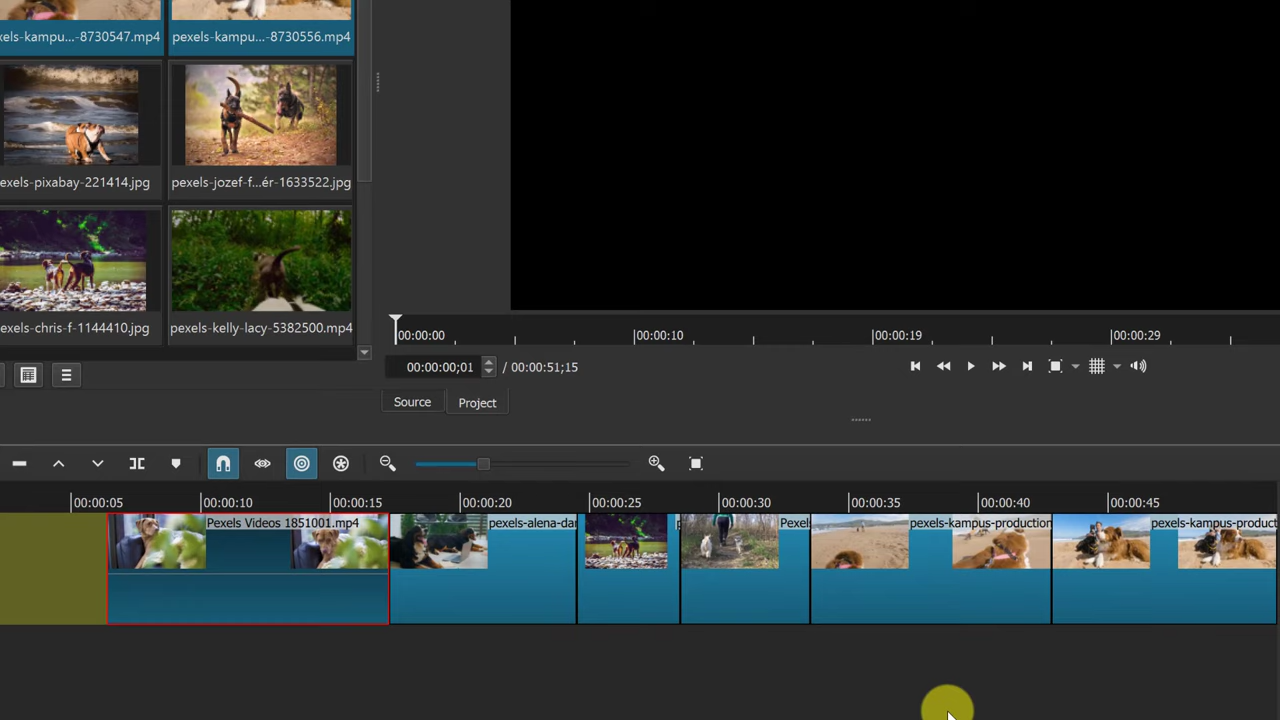 xels-kampu...-8730547.mp4
pexels-kampu...-8730556.mp4
exels-pixabay-221414.jpg
pexels-jozef-f...ér-1633522.jpg
exels-chris-f-1144410.jpg
pexels-kelly-lacy-5382500.mp4
00:00:00
00:00:10
00:00:19
00:00:29
00:00:00;01
/ 00:00:51;15
Source
Project
00:00:05
00:00:10
00:00:15
00:00:20
00:00:25
00:00:30
00:00:35
00:00:40
00:00:45
Pexels Videos 1851001.mp4
pexels-alena-dar
p
Pexels
pexels-kampus-production
pexels-kampus-product